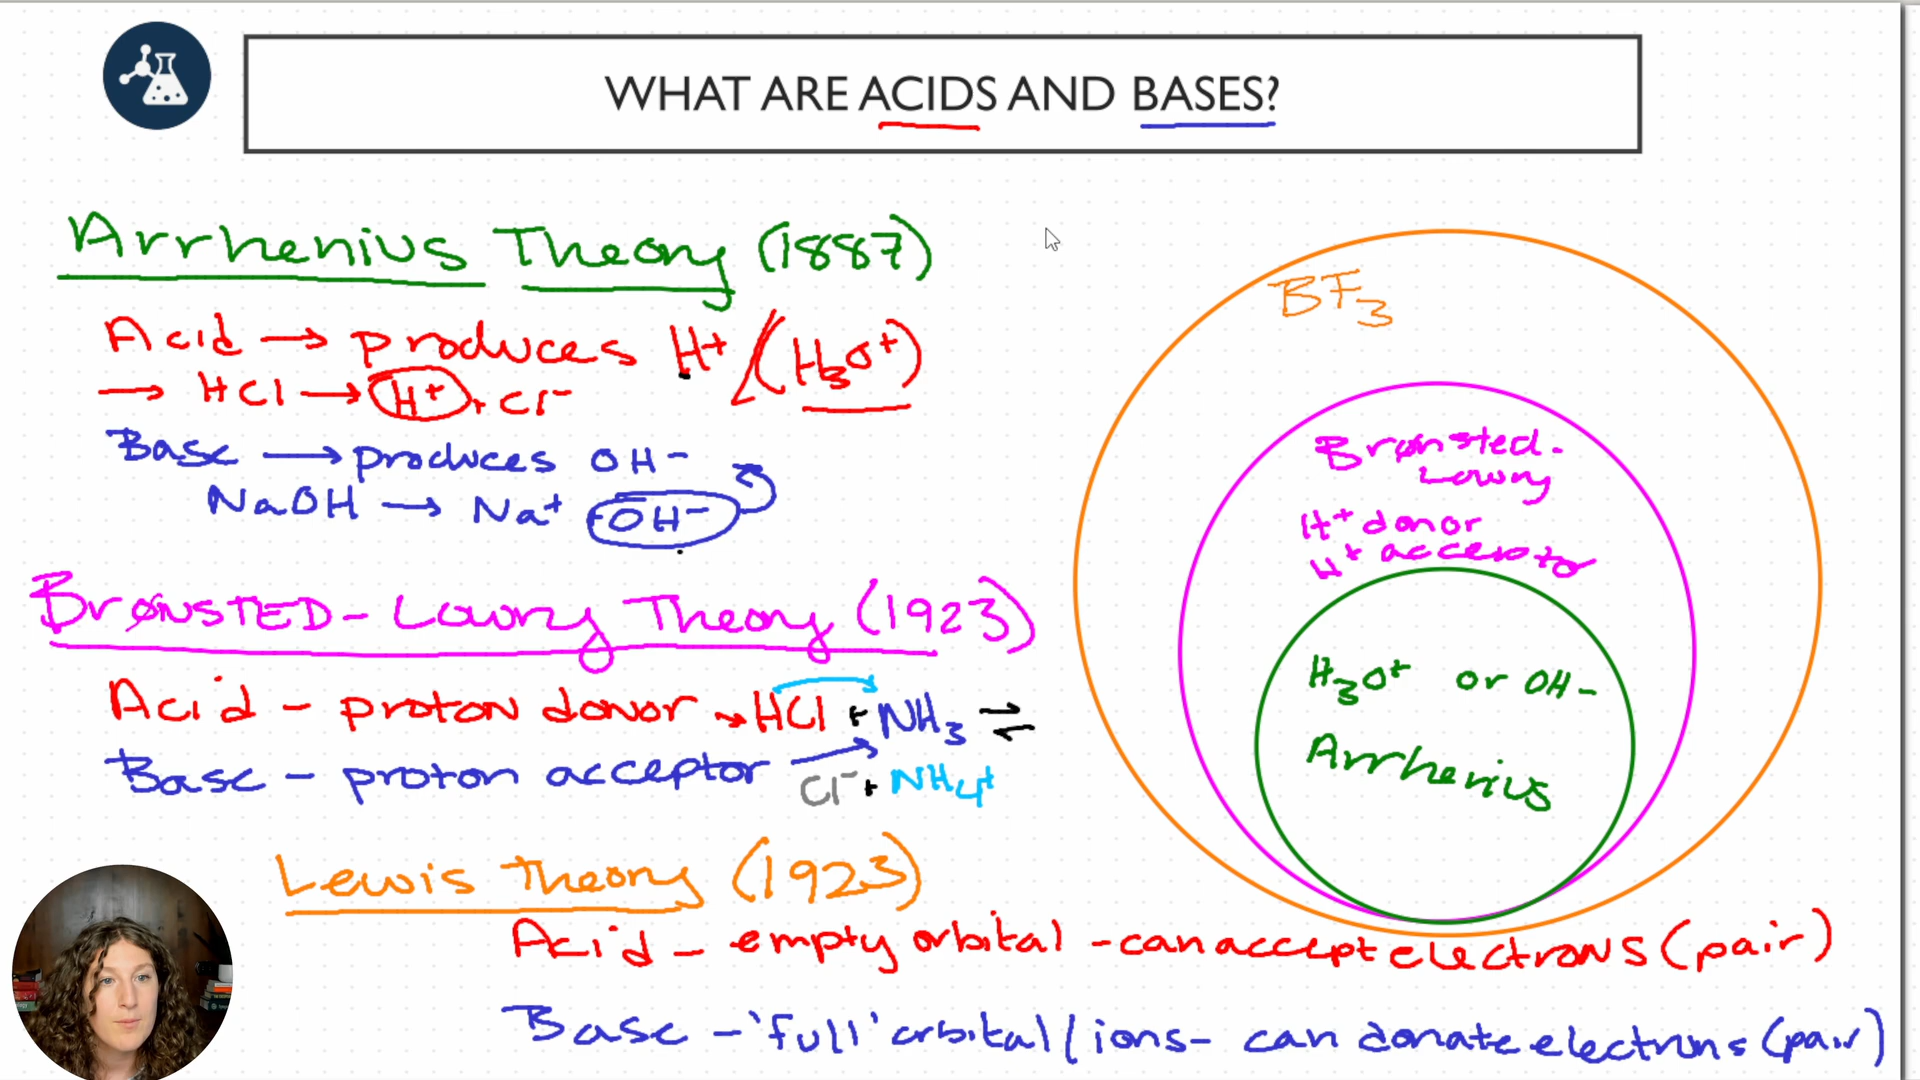 WHAT ARE ACIDS AND BASES?
Arrhenius Theory (1887)
Acid → produces H+ / (H₃O+)
→ HCl → H+ + Cl⁻
Base → produces OH⁻
NaOH → Na⁺ + OH⁻
BrØNSTED-Lowry Theory (1923)
Acid - proton donor → HCl + NH₃ ⇌
Base - proton acceptor → Cl⁻ + NH₄⁺
Lewis Theory (1923)
Acid - empty orbital - can accept electrons (pair)
Base - 'full' orbital / ions - can donate electrons (pair)
BF₃
Brønsted-
Lowry
H⁺ donor
H⁺ acceptor
H₃O⁺ or OH-
Arrhenius